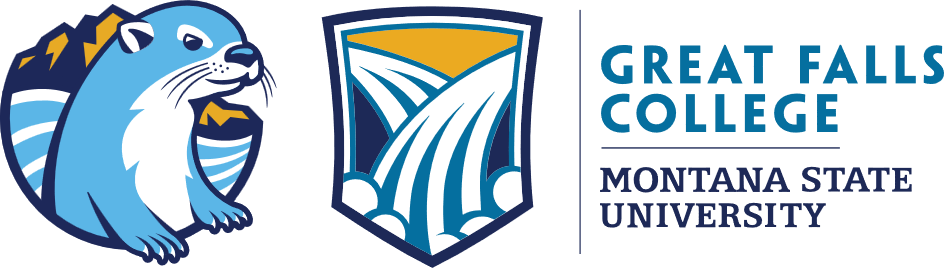 GREAT FALLS
COLLEGE
MONTANA STATE
UNIVERSITY